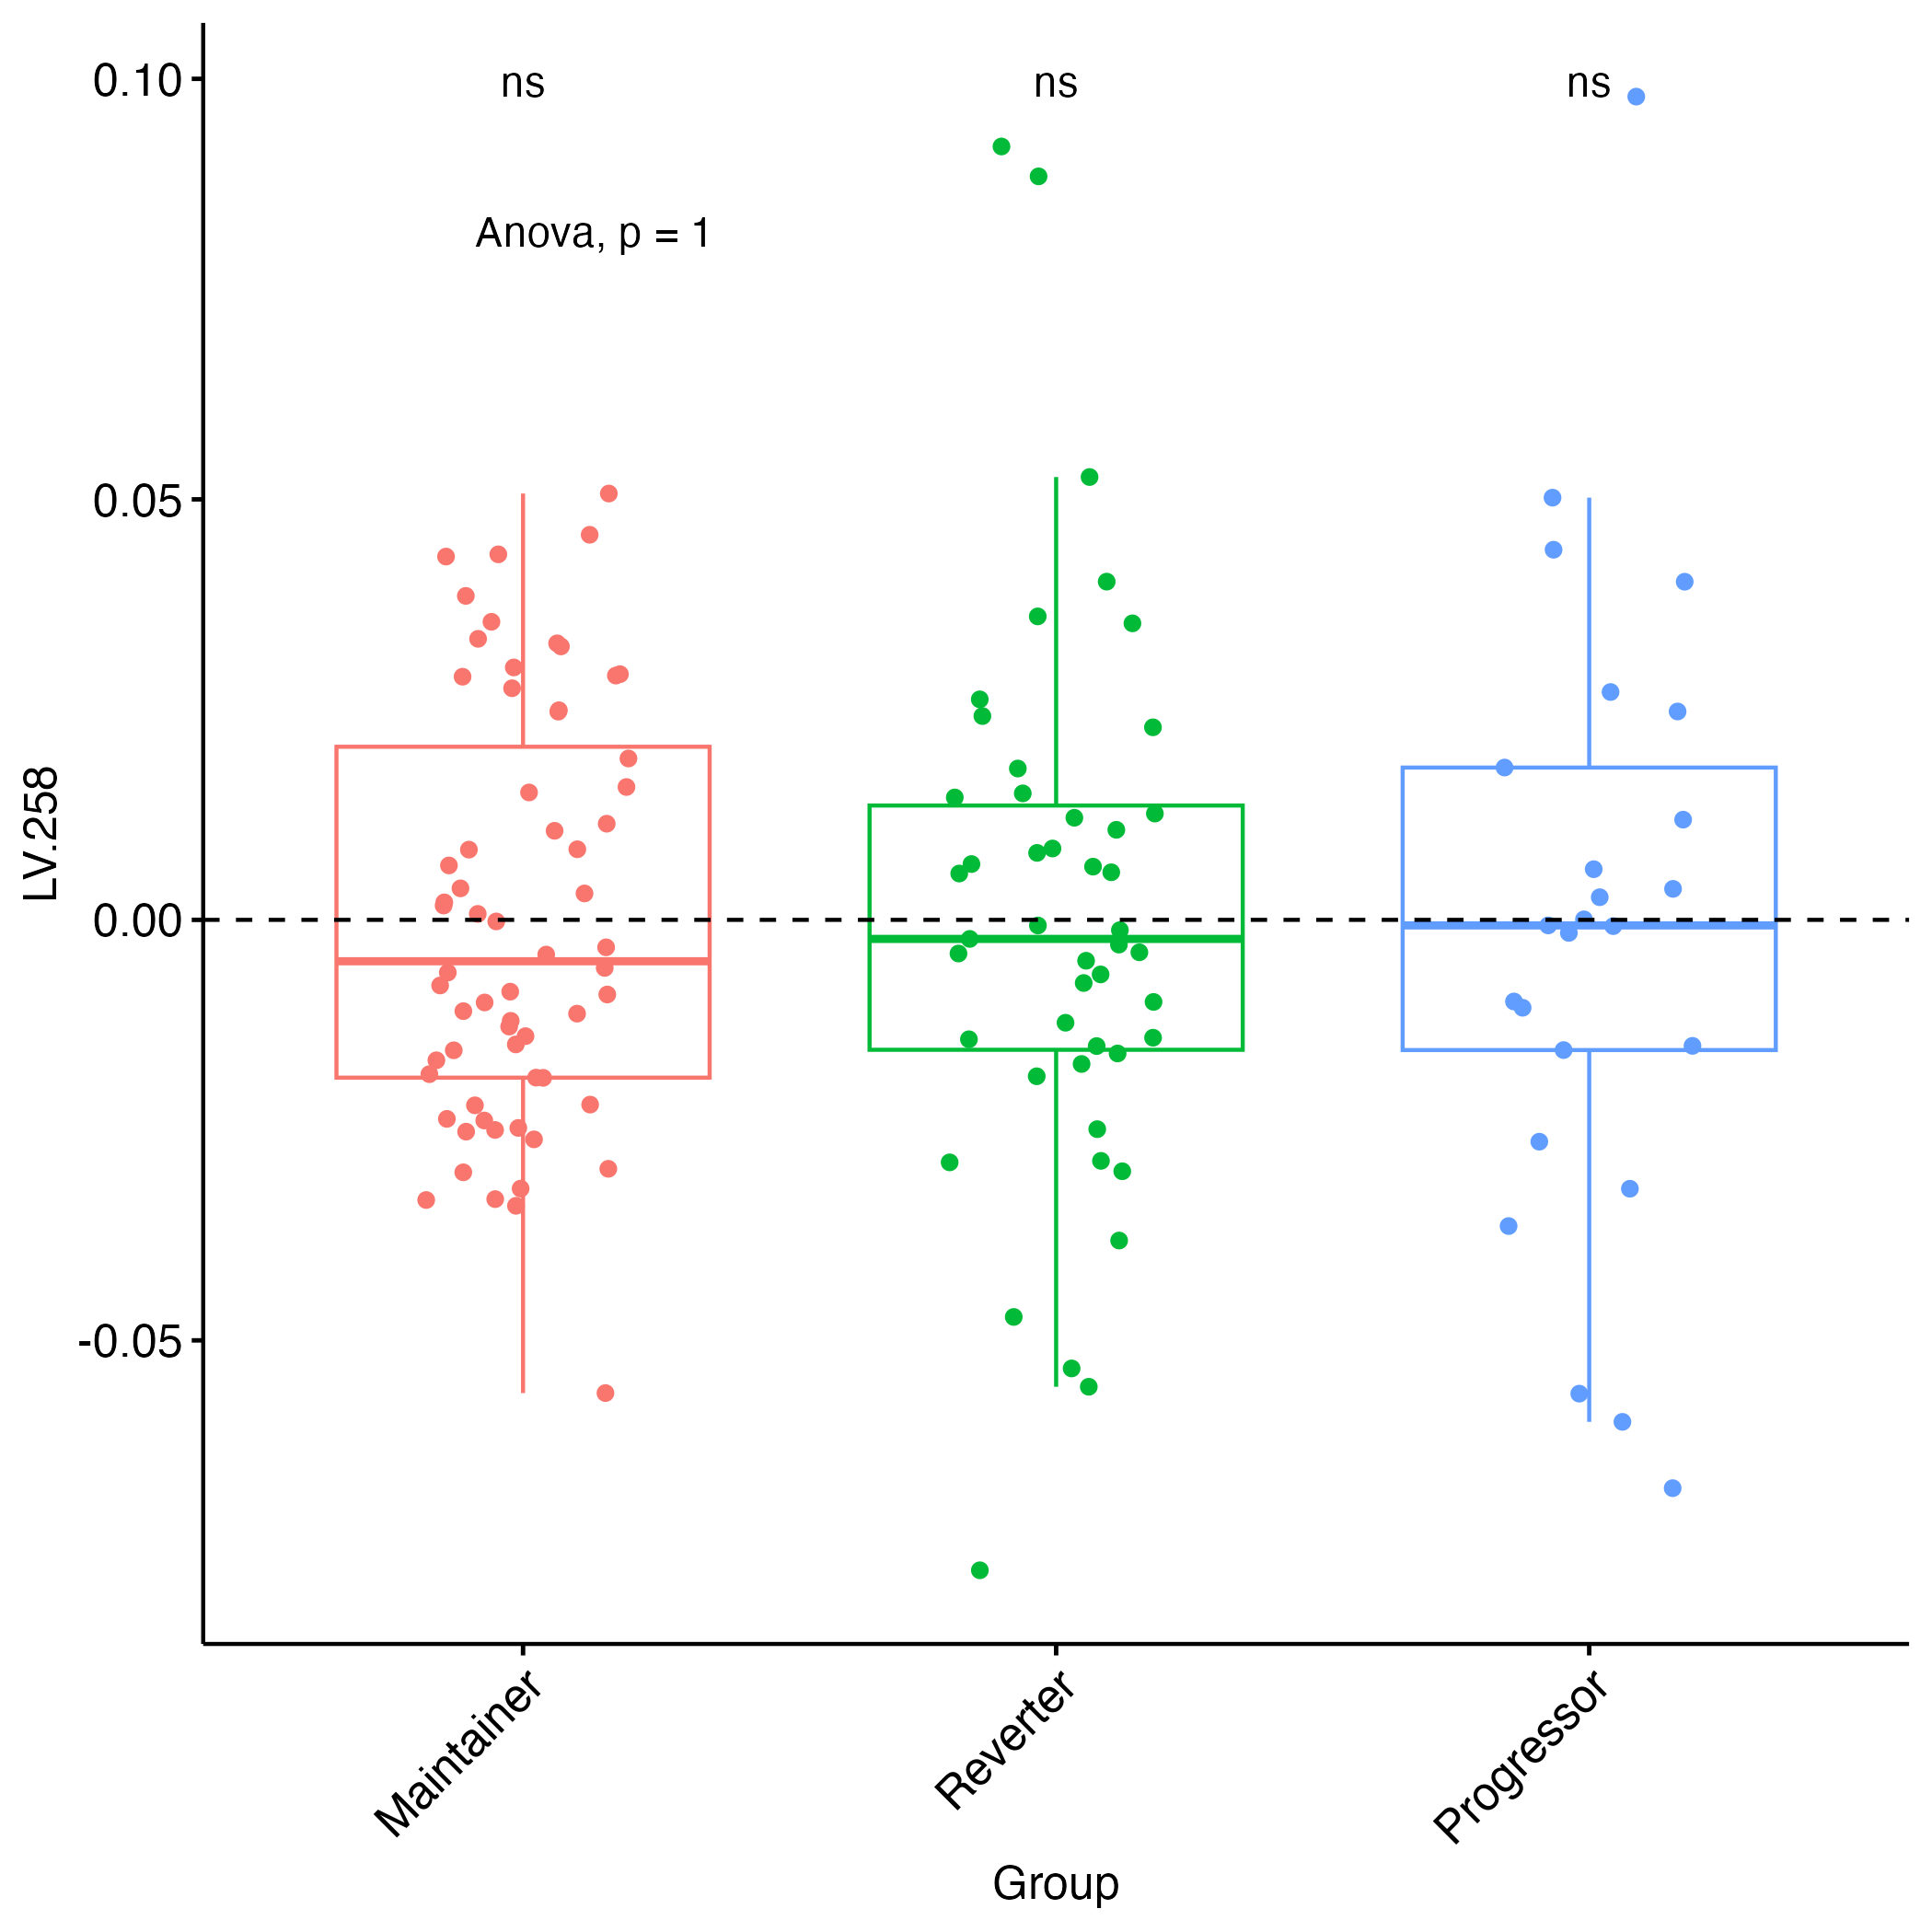 ns ns ns
Anova, p = 1
0.10
0.05
0.00
-0.05
LV.258
Maintainer
Reverter
Progressor
Group